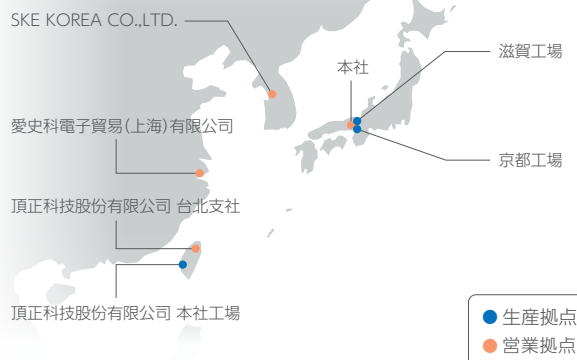 SKE KOREA CO.,LTD.
滋賀工場
本社
愛史科電子貿易(上海)有限公司
京都工場
頂正科技股份有限公司 台北支社
頂正科技股份有限公司 本社工場
生産拠点
営業拠点